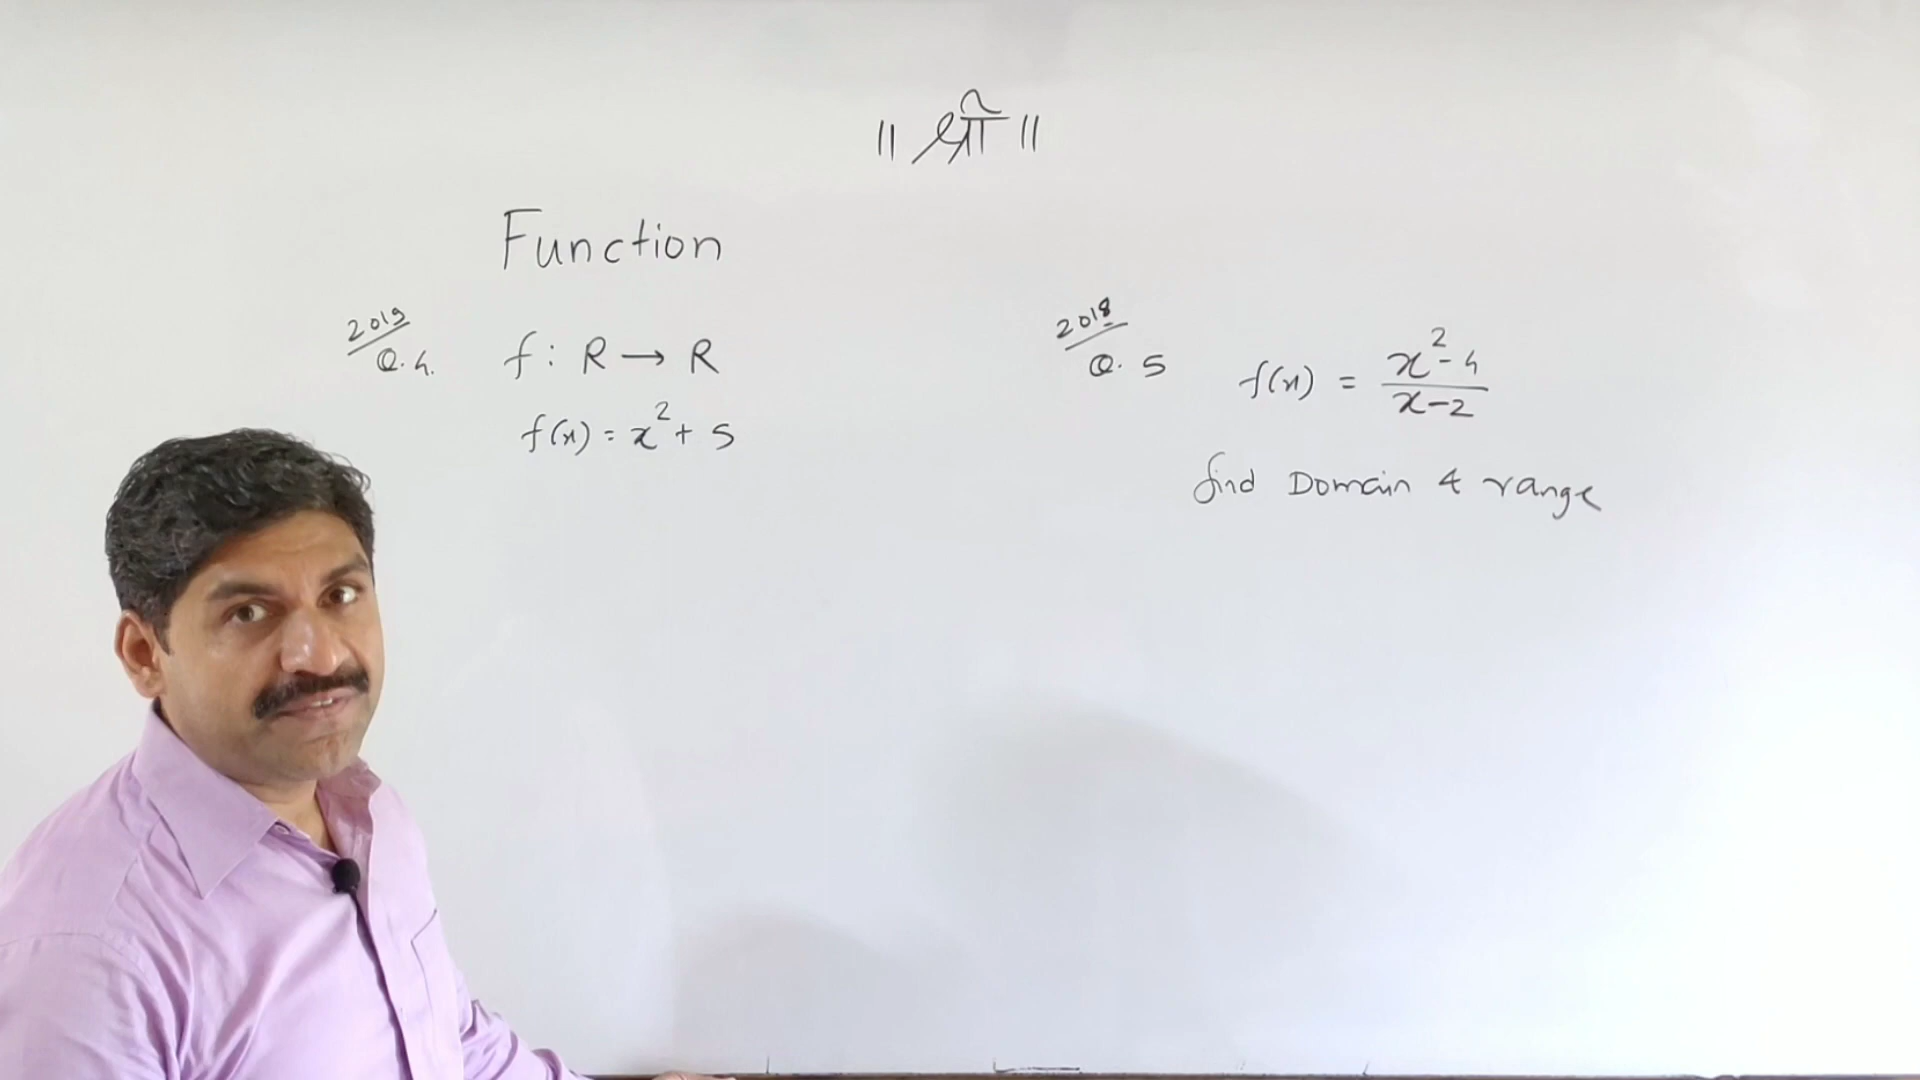 ॥ श्री ॥
Function
2019
Q.4. f : R → R
f(x) = x² + 5
2018
Q. 5 f(x) = (x² - 4)/(x - 2)
find Domain & range